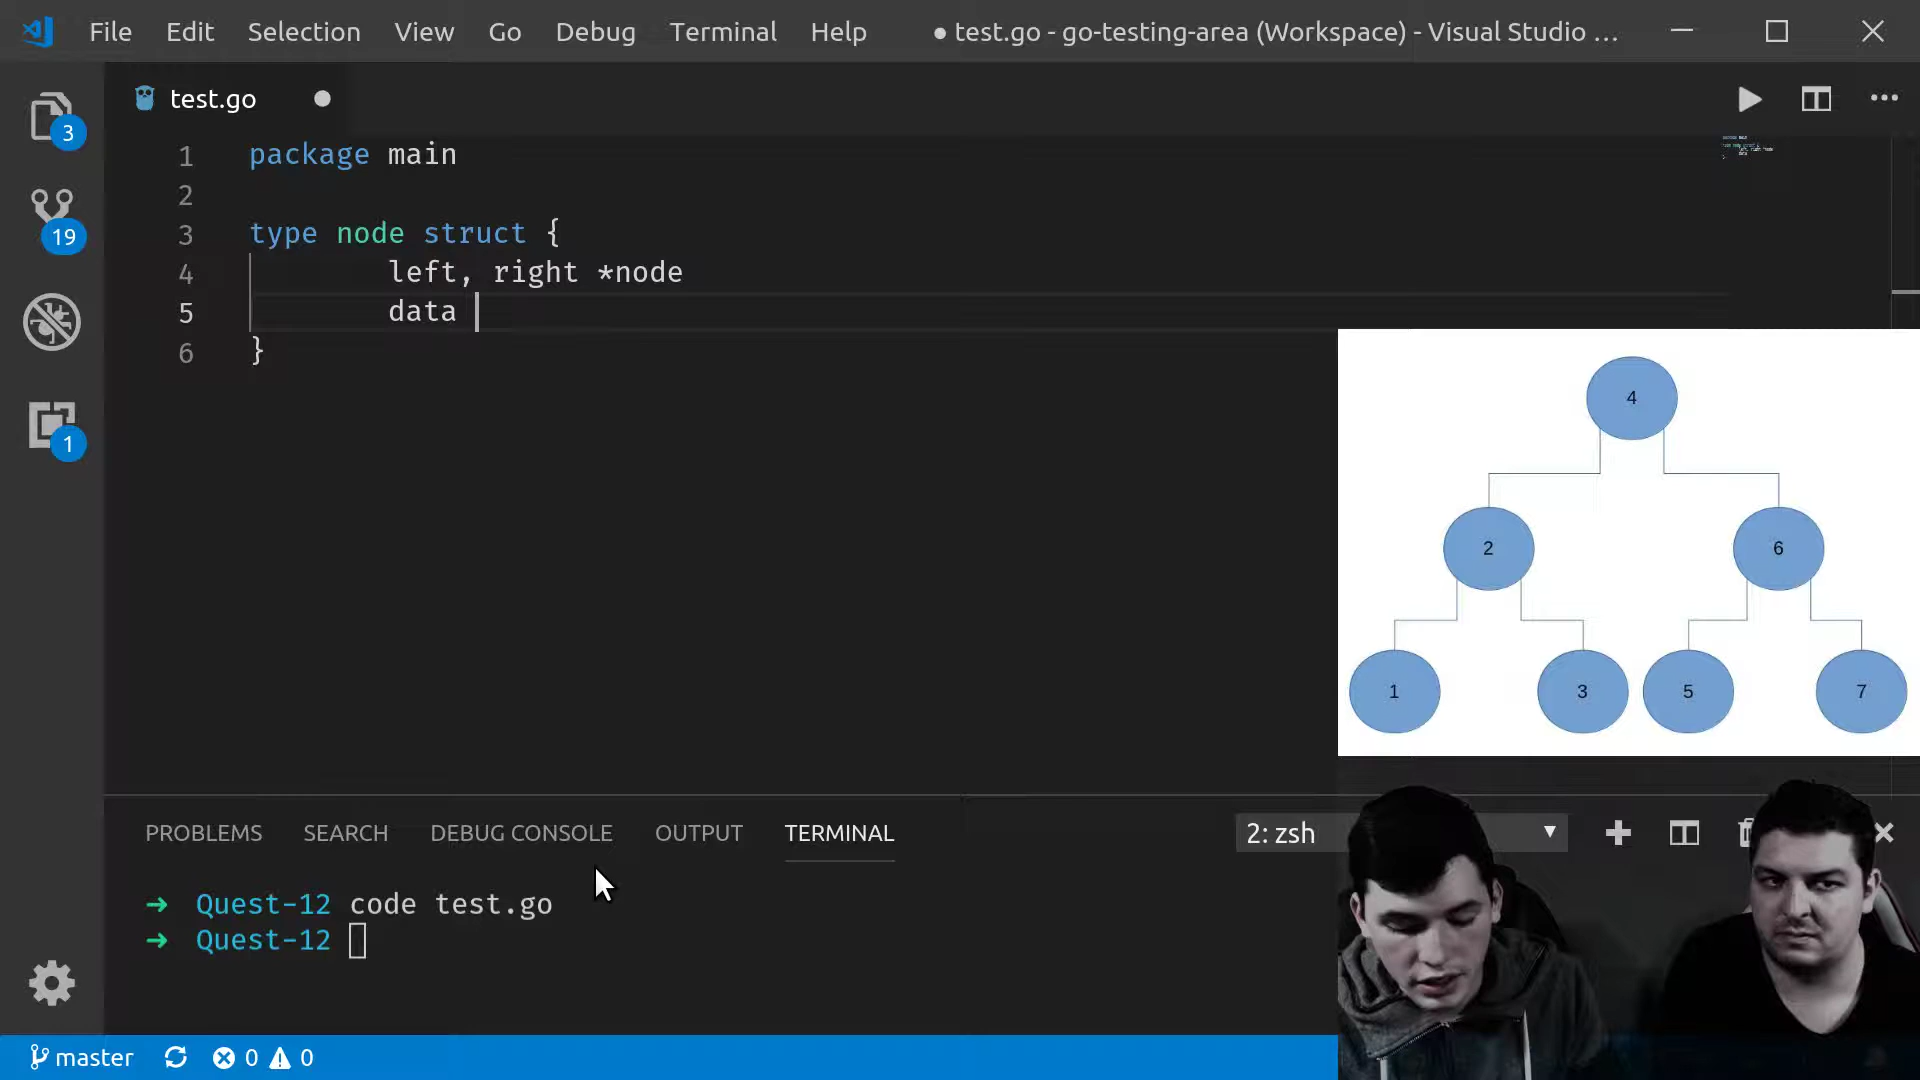 File Edit Selection View Go Debug Terminal Help ● test.go - go-testing-area (Workspace) - Visual Studio ...
test.go
3
19
1
1 package main
2
3 type node struct {
4 left, right *node
5 data
6 }
4
2 6
1 3 5 7
PROBLEMS SEARCH DEBUG CONSOLE OUTPUT TERMINAL 2: zsh
➜ Quest-12 code test.go
➜ Quest-12
master 0 0